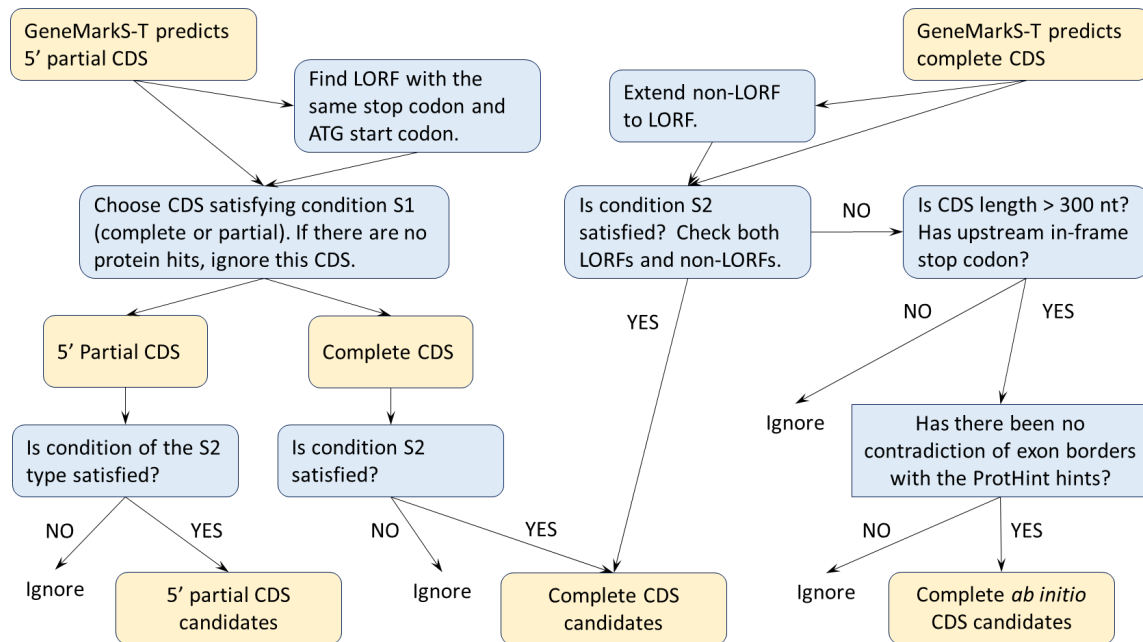 GeneMarkS-T predicts
5’ partial CDS
Find LORF with the
same stop codon and
ATG start codon.
GeneMarkS-T predicts
complete CDS
Extend non-LORF
to LORF.
Choose CDS satisfying condition S1
(complete or partial). If there are no
protein hits, ignore this CDS.
Is condition S2
satisfied?  Check both
LORFs and non-LORFs.
NO
Is CDS length > 300 nt?
Has upstream in-frame
stop codon?
5’ Partial CDS
Complete CDS
YES
NO
YES
Ignore
Is condition of the S2
type satisfied?
Is condition S2
satisfied?
Has there been no
contradiction of exon borders
with the ProtHint hints?
NO
YES
NO
YES
NO
YES
Ignore
5’ partial CDS
candidates
Ignore
Complete CDS
candidates
Ignore
Complete ab initio
CDS candidates